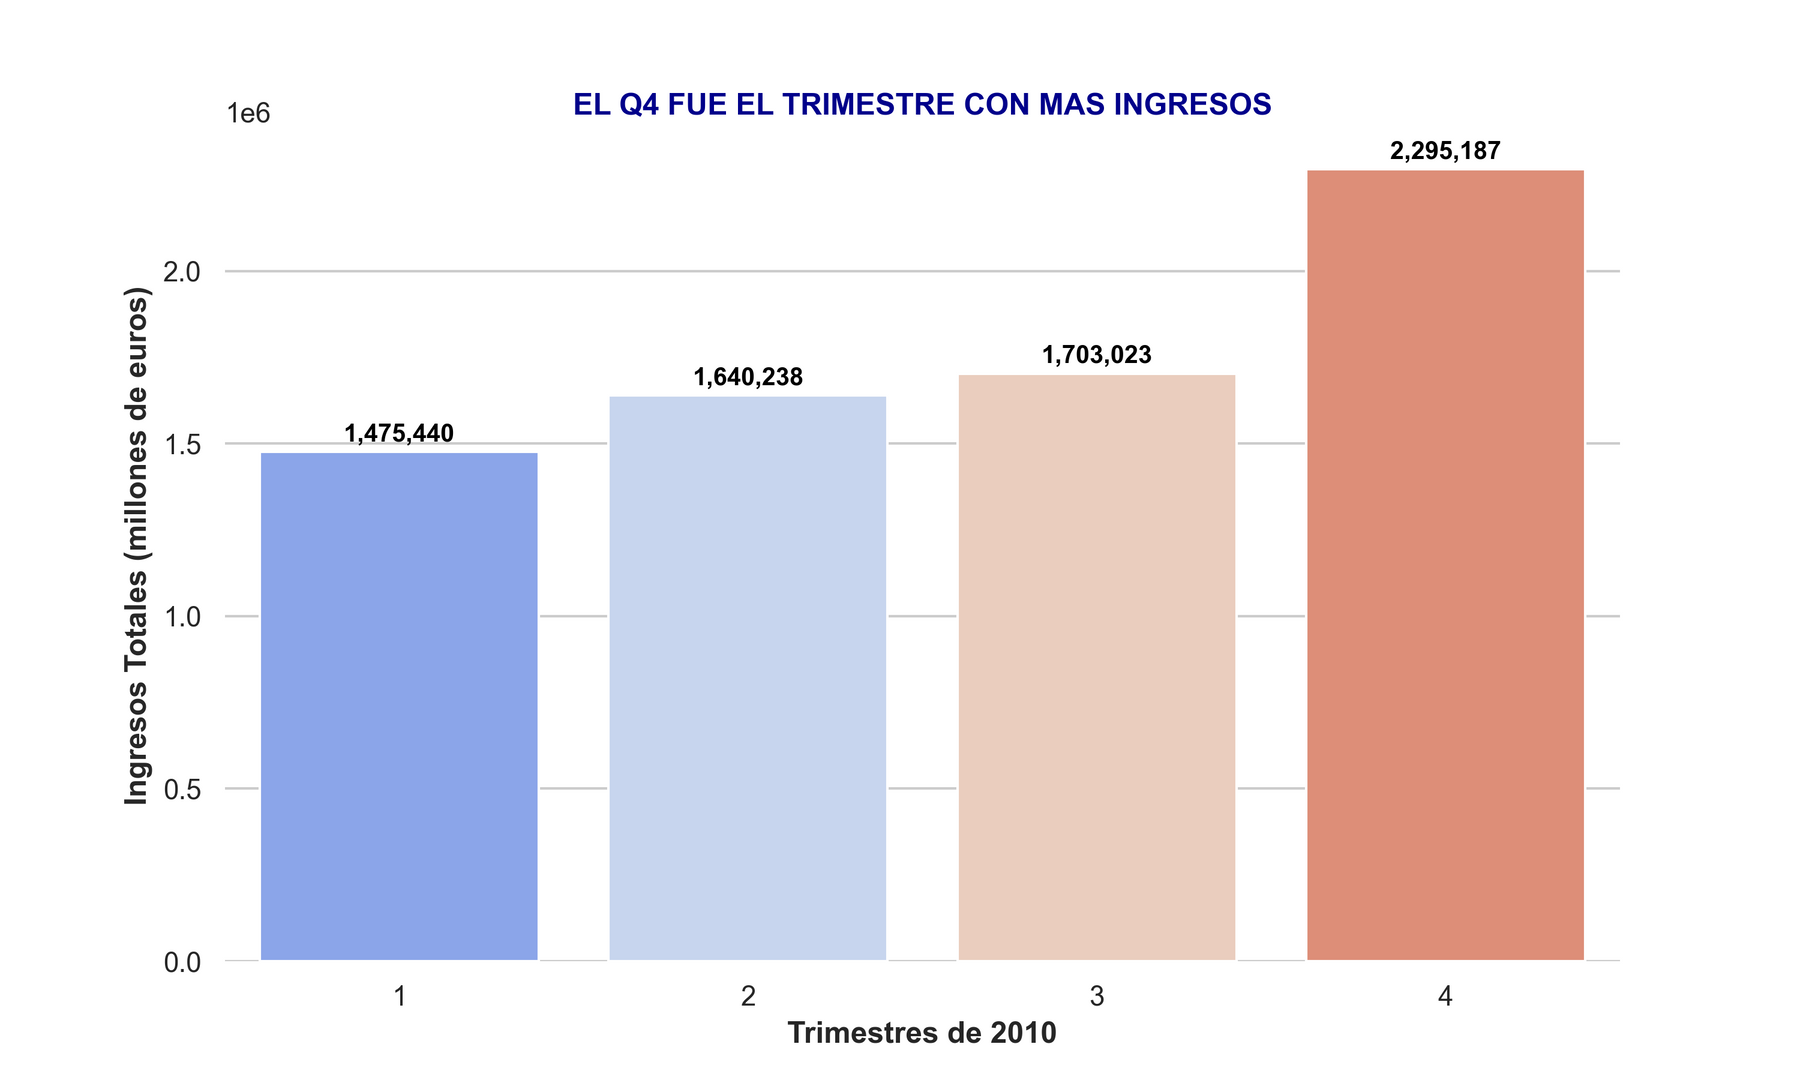 EL Q4 FUE EL TRIMESTRE CON MAS INGRESOS
1e6
2,295,187
2.0
1,703,023
1,640,238
1,475,440
1.5
1.0
0.5
0.0
Ingresos Totales (millones de euros)
1 2 3 4
Trimestres de 2010